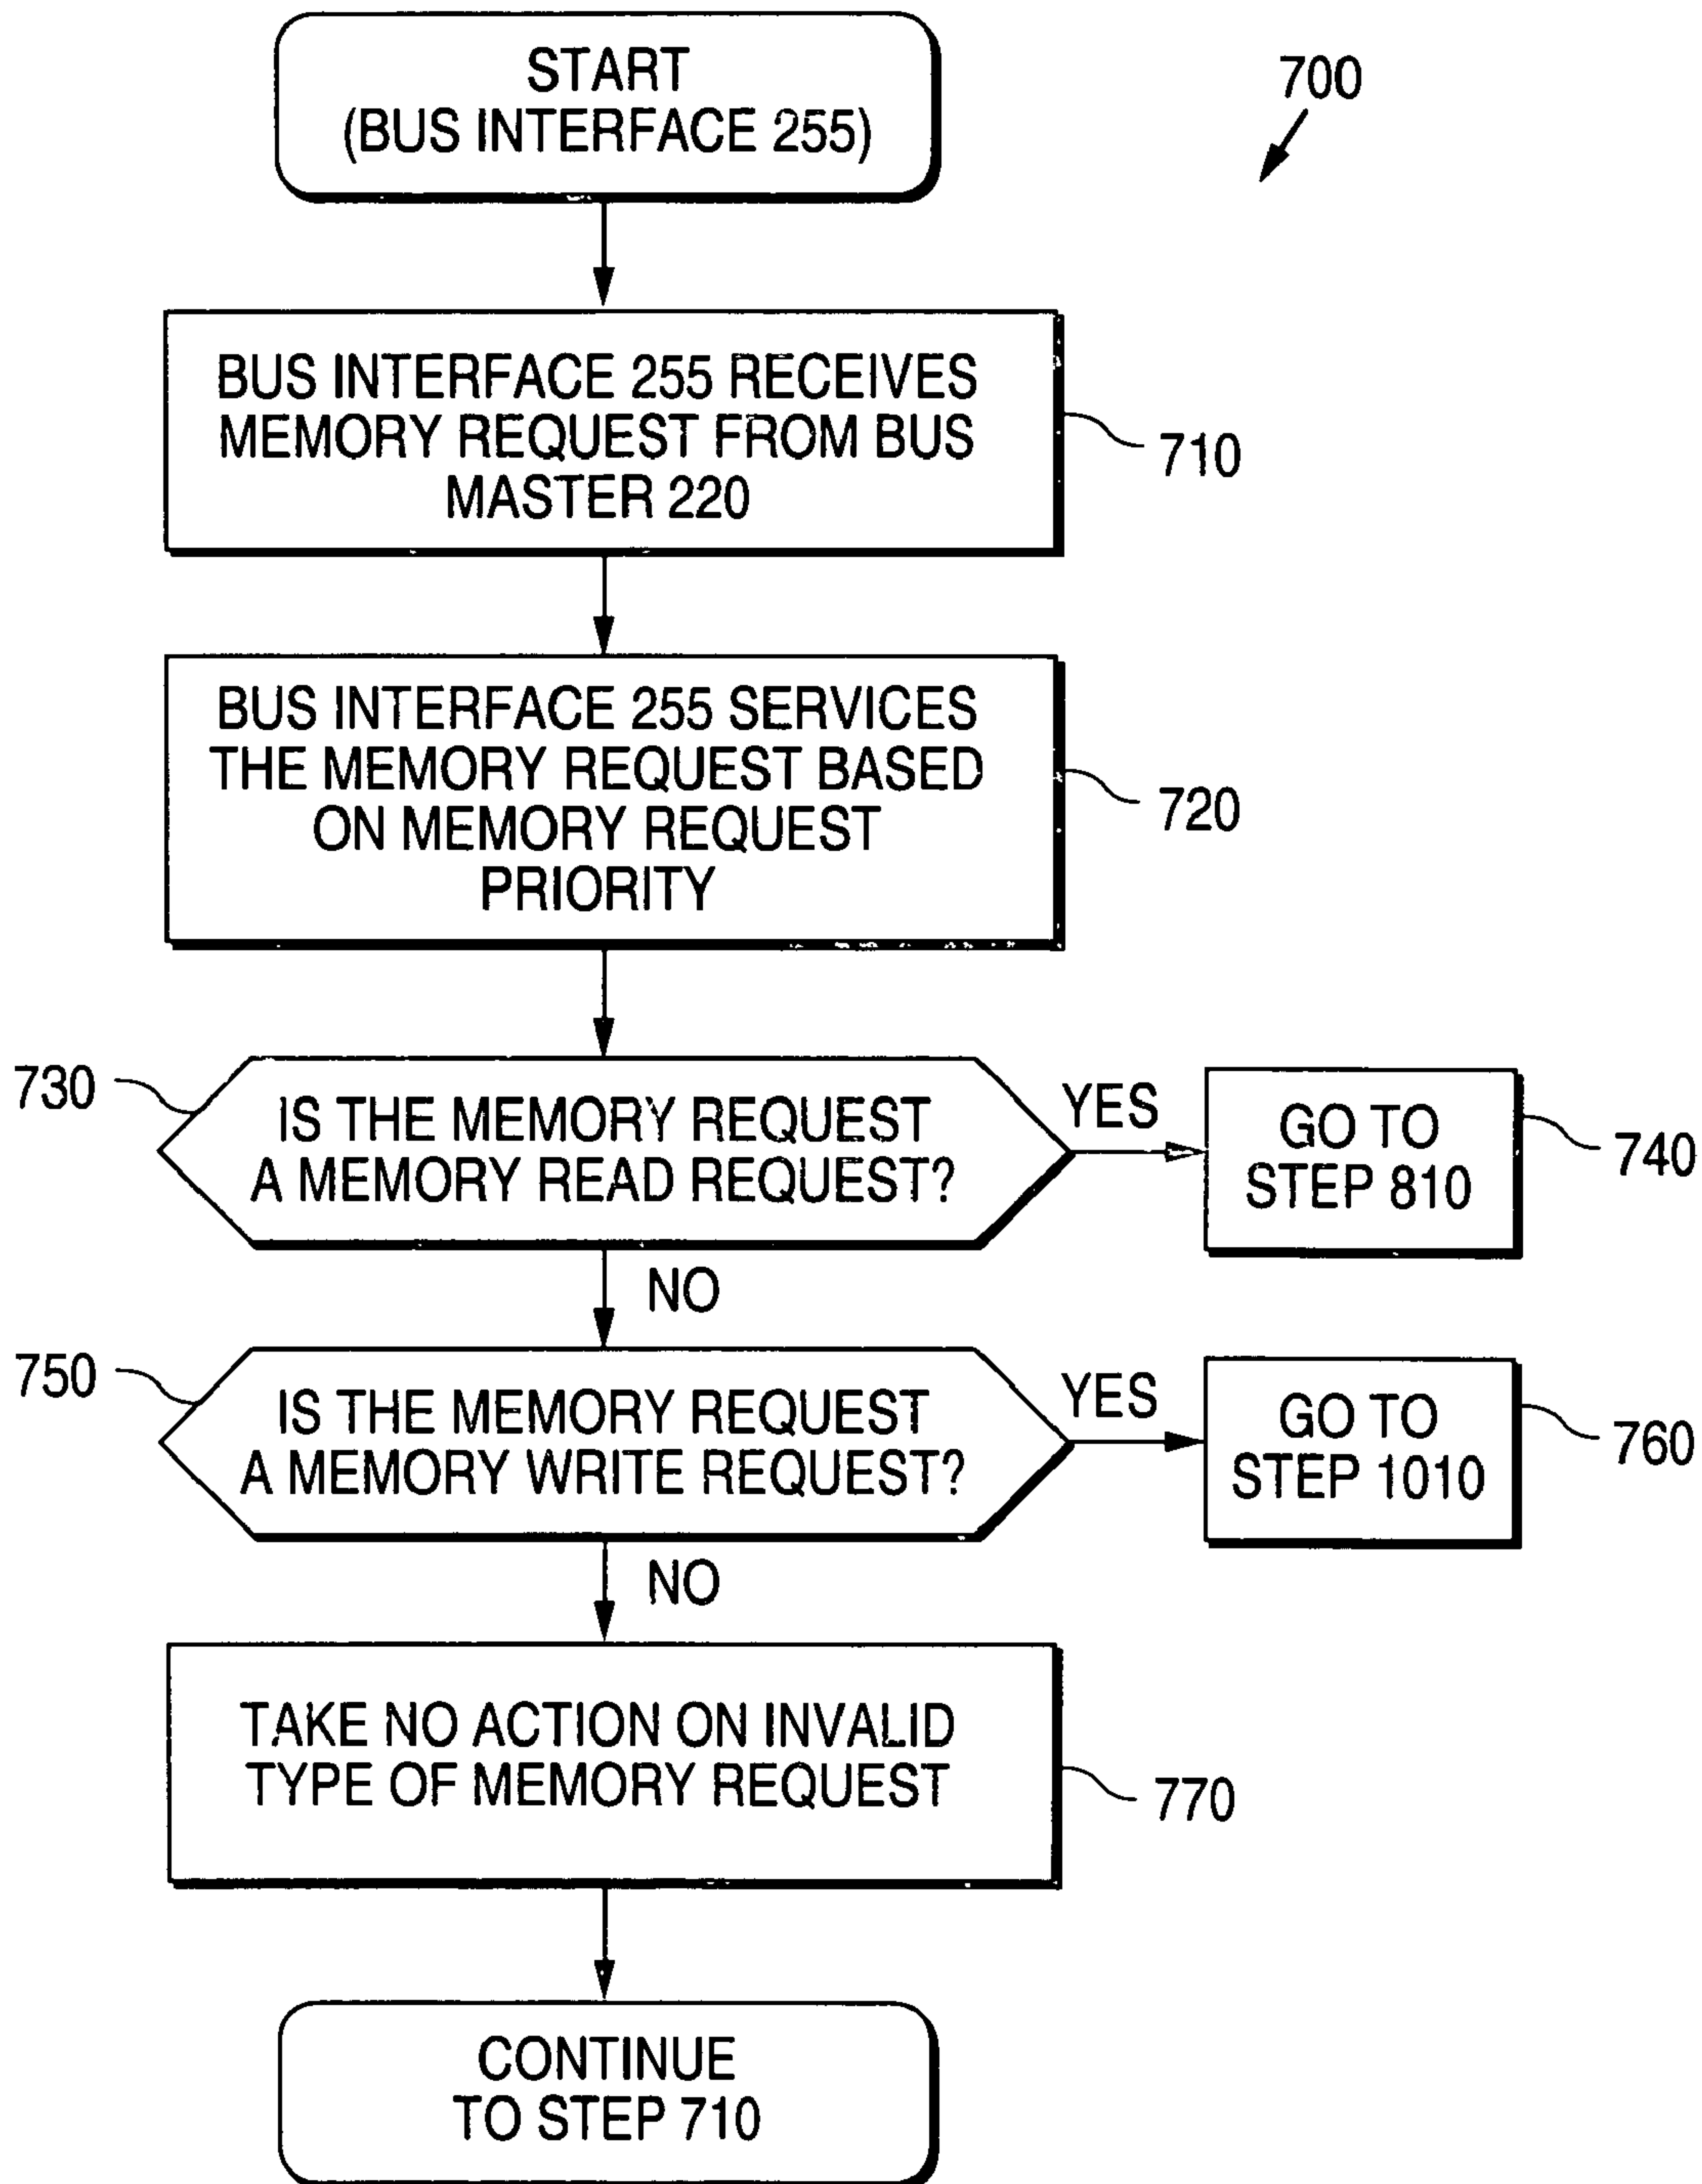 START
(BUS INTERFACE 255)
700
BUS INTERFACE 255 RECEIVES
MEMORY REQUEST FROM BUS
MASTER 220
710
BUS INTERFACE 255 SERVICES
THE MEMORY REQUEST BASED
ON MEMORY REQUEST
PRIORITY
720
730
IS THE MEMORY REQUEST
A MEMORY READ REQUEST?
YES
GO TO
STEP 810
740
NO
750
IS THE MEMORY REQUEST
A MEMORY WRITE REQUEST?
YES
GO TO
STEP 1010
760
NO
TAKE NO ACTION ON INVALID
TYPE OF MEMORY REQUEST
770
CONTINUE
TO STEP 710